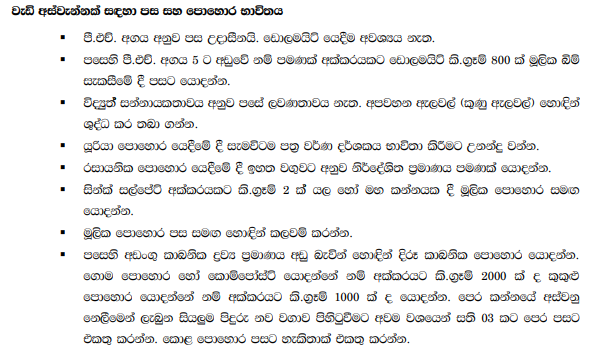 වැඩි අස්වැන්නක් සඳහා පස සහ පොහොර භාවිතය
▪ පී.එච්. අගය අනුව පස උදාසීනයි. ඩොලමයිට් යෙදීම අවශ්‍යය නැත.
▪ පසෙහි පී.එච්. අගය 5 ට අඩුවේ නම් පමණක් අක්කරයකට ඩොලමයිට් කි.ග්‍රෑම් 800 ක් මූලික බිම්
සැකසීමේ දී පසට යොදන්න.
▪ විද්‍යුත් සන්නායකතාවය අනුව පසේ ලවණතාවය නැත. අපවහන ඇලවල් (කුණු ඇලවල්) හොඳින්
ශුද්ධ කර තබා ගන්න.
▪ යූරියා පොහොර යෙදීමේ දී සැමවිටම පත්‍ර වර්ණ දර්ශකය භාවිතා කිරීමට උනන්දු වන්න.
▪ රසායනික පොහොර යෙදීමේ දී ඉහත වගුවට අනුව නිර්දේශිත ප්‍රමාණය පමණක් යොදන්න.
▪ සින්ක් සල්පේට් අක්කරයකට කි.ග්‍රෑම් 2 ක් යල හෝ මහ කන්නයක දී මූලික පොහොර සමඟ
යොදන්න.
▪ මූලික පොහොර පස සමඟ හොඳින් කලවම් කරන්න.
▪ පසෙහි අඩංගු කාබනික ද්‍රව්‍ය ප්‍රමාණය අඩු බැවින් හොඳින් දිරූ කාබනික පොහොර යොදන්න.
ගොම පොහොර හෝ කොම්පෝස්ට් යොදන්නේ නම් අක්කරයට කි.ග්‍රෑම් 2000 ක් ද කුකුළු
පොහොර යොදන්නේ නම් අක්කරයට කි.ග්‍රෑම් 1000 ක් ද යොදන්න. පෙර කන්නයේ අස්වනු
නෙලීමෙන් ලැබුන සියලුම පිදුරු නව වගාව පිහිටුවීමට අවම වශයෙන් සති 03 කට පෙර පසට
එකතු කරන්න. කොළ පොහොර පසට හැකිතාක් එකතු කරන්න.